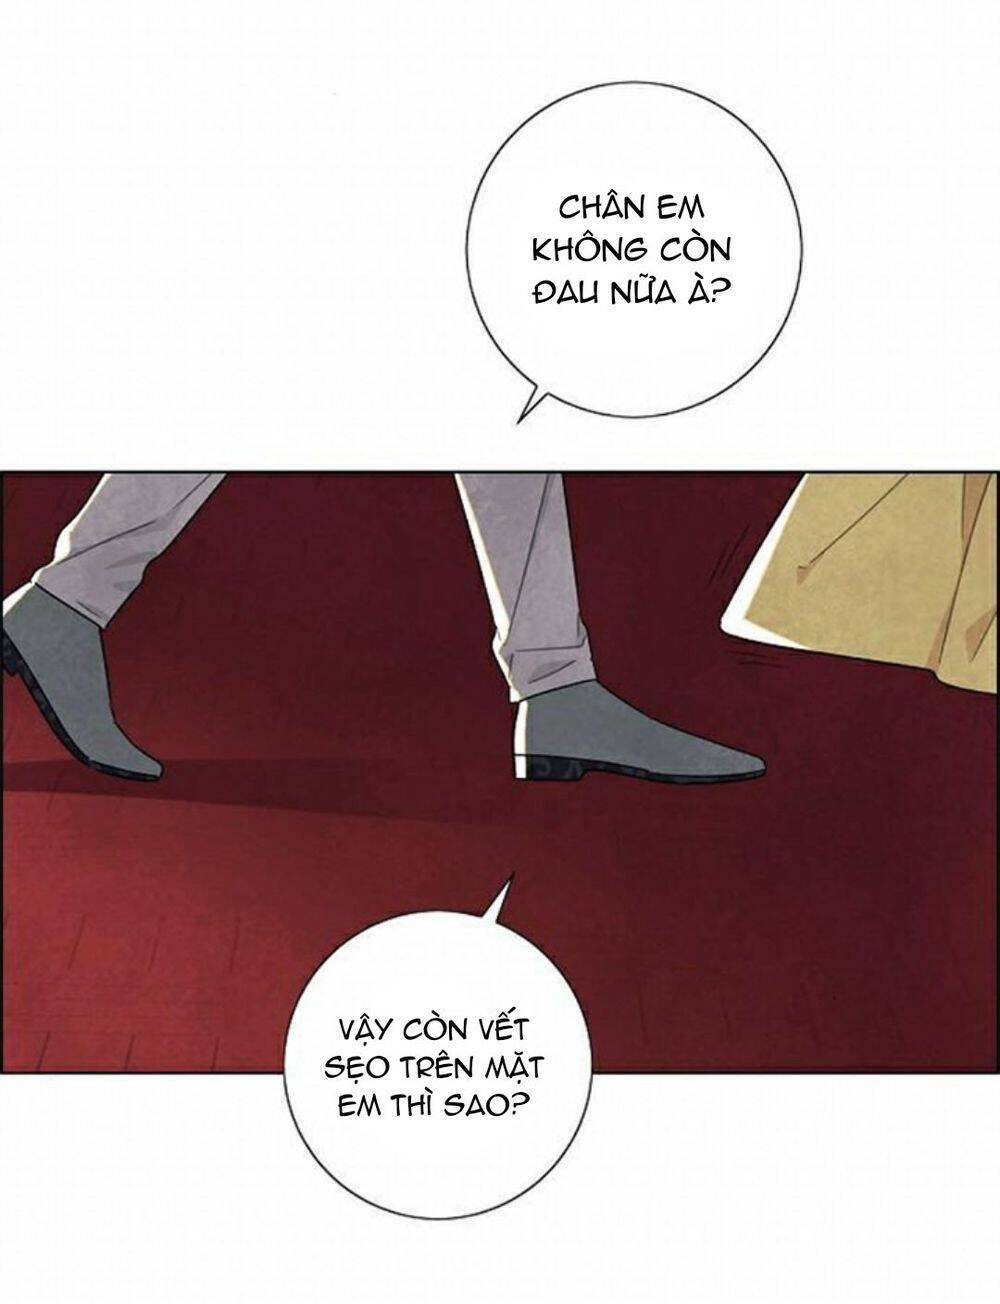 CHÂN EM
KHÔNG CÒN
ĐAU NỮA À?
VẬY CÒN VẾT
SẸO TRÊN MẶT
EM THÌ SAO?